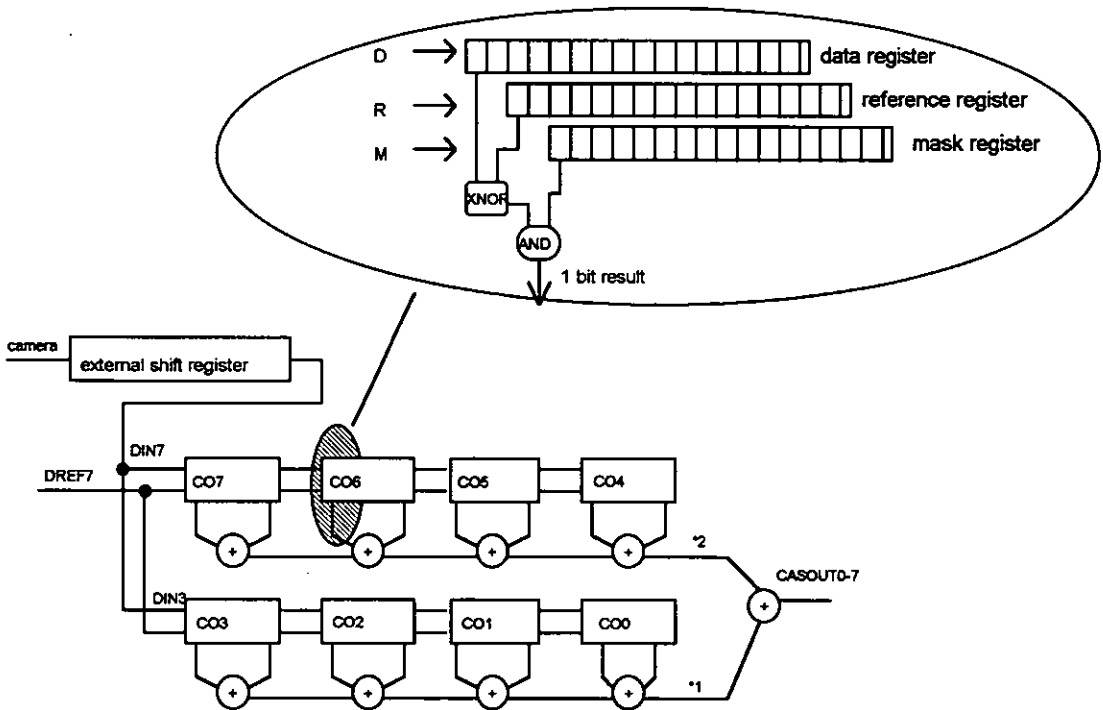 D
data register
R
reference register
M
mask register
XNOR
AND
1 bit result
camera
external shift register
DIN7
DREF7
CO7
CO6
CO5
CO4
+
+
+
+
*2
CASOUT0-7
+
DIN3
CO3
CO2
CO1
CO0
+
+
+
+
*1